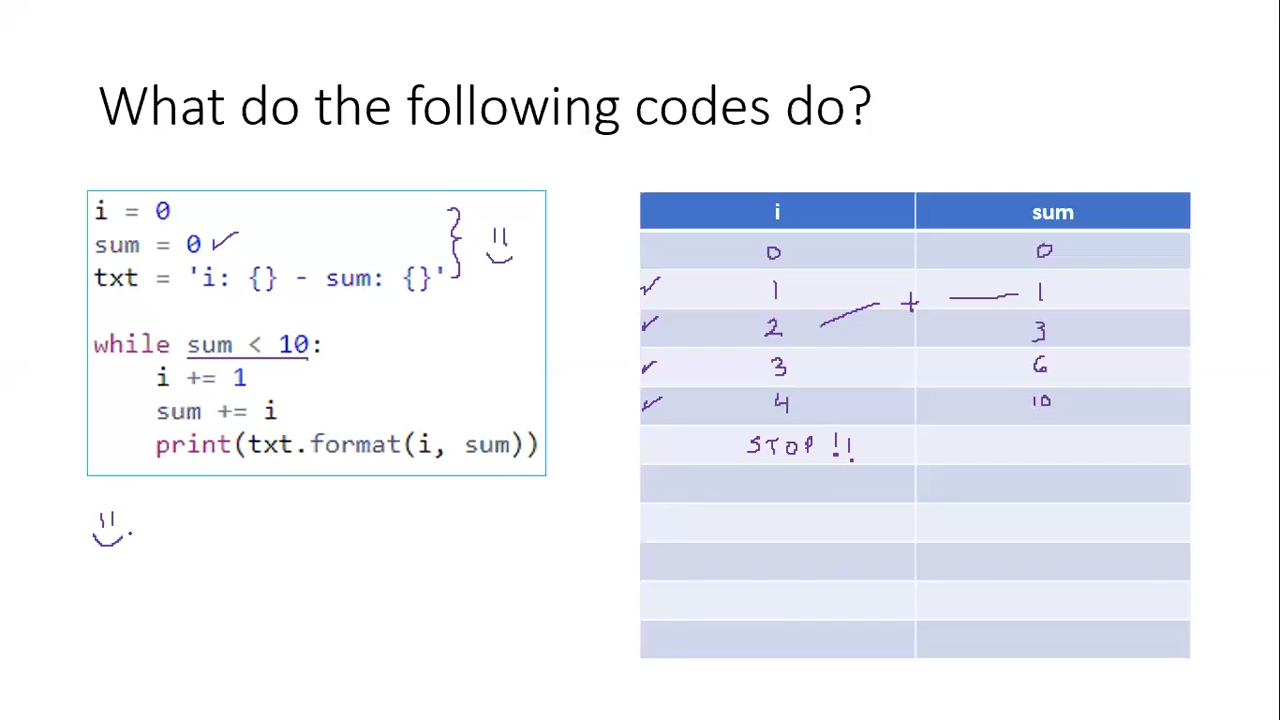 What do the following codes do?
i = 0
sum = 0
txt = 'i: {} - sum: {}'
while sum < 10:
    i += 1
    sum += i
    print(txt.format(i, sum))
i sum
0 0
1 + 1
2 3
3 6
4 10
STOP !!